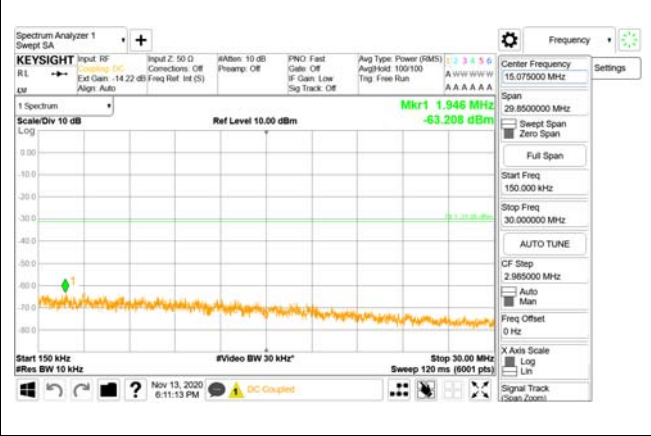 Spectrum Analyzer 1
Swept SA
Frequency
KEYSIGHT Input: RF Input Z: 50 Ω #Atten: 10 dB PNO: Fast Avg Type: Power (RMS) 1 2 3 4 5 6
RL Coupling: DC Corrections: Off Preamp: Off Gate: Off Avg|Hold: 100/100 A W W W W W
Ext Gain: -14.22 dB Freq Ref: Int (S) IF Gain: Low Trig: Free Run
Align: Auto Sig Track: Off A A A A A A
1 Spectrum
Mkr1 1.946 MHz
Scale/Div 10 dB Ref Level 10.00 dBm -63.208 dBm
Log
0.00
-10.0
-20.0
-30.0
-40.0
-50.0
-60.0
-70.0
-80.0
1
Start 150 kHz #Video BW 30 kHz* Stop 30.00 MHz
#Res BW 10 kHz Sweep 120 ms (6001 pts)
Nov 13, 2020
6:11:13 PM
DC Coupled
Settings
Center Frequency
15.075000 MHz
Span
29.8500000 MHz
Swept Span
Zero Span
Full Span
Start Freq
150.000 kHz
Stop Freq
30.000000 MHz
AUTO TUNE
CF Step
2.985000 MHz
Auto
Man
Freq Offset
0 Hz
X Axis Scale
Log
Lin
Signal Track
(Span Zoom)